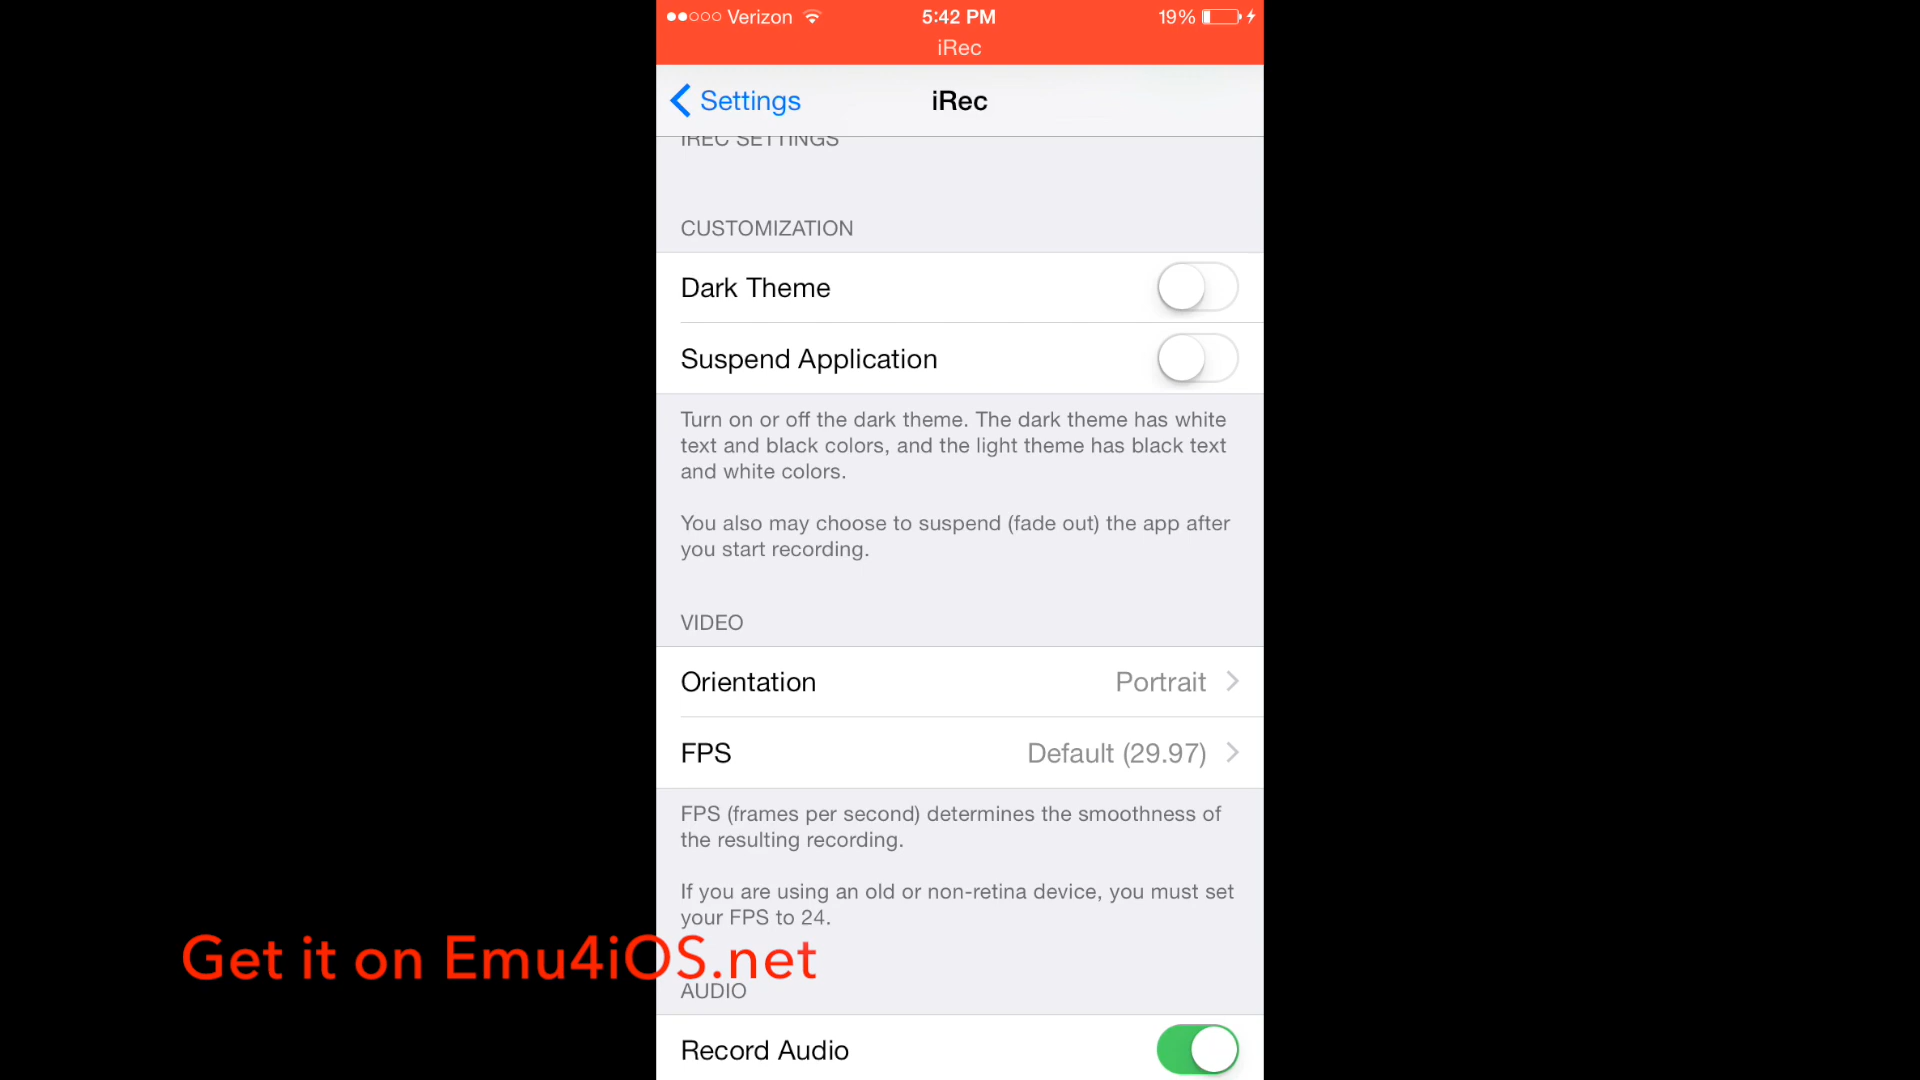 Verizon 5:42 PM 19%
iRec
Settings iRec
IREC SETTINGS
CUSTOMIZATION
Dark Theme
Suspend Application
Turn on or off the dark theme. The dark theme has white
text and black colors, and the light theme has black text
and white colors.
You also may choose to suspend (fade out) the app after
you start recording.
VIDEO
Orientation Portrait
FPS Default (29.97)
FPS (frames per second) determines the smoothness of
the resulting recording.
If you are using an old or non-retina device, you must set
your FPS to 24.
Get it on Emu4iOS.net
AUDIO
Record Audio